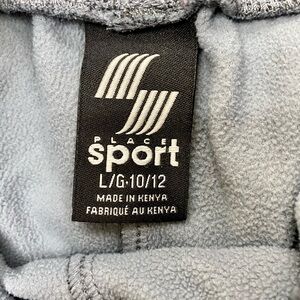 PLACE
sport
L/G•10/12
MADE IN KENYA
FABRIQUÉ AU KENYA